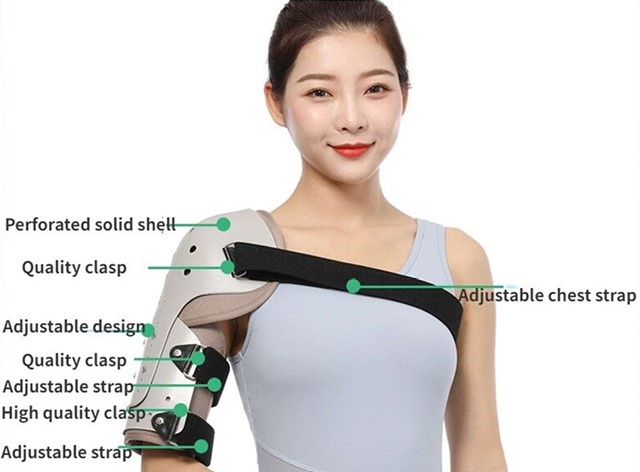 Perforated solid shell
Quality clasp
Adjustable chest strap
Adjustable design
Quality clasp
Adjustable strap
High quality clasp
Adjustable strap